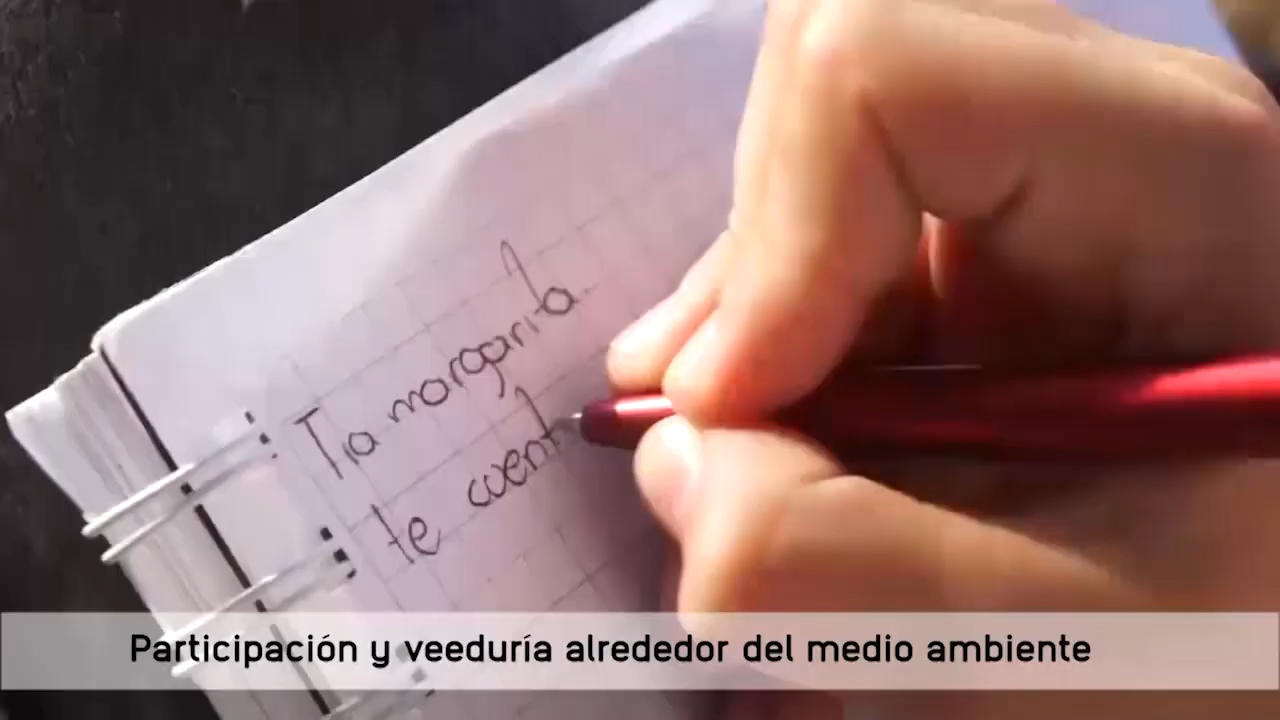 Tia margarita
te cuent
Participación y veeduría alrededor del medio ambiente